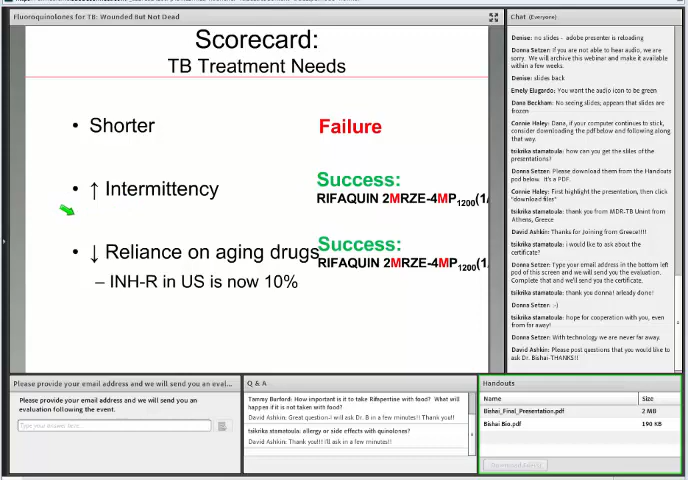 Fluoroquinolones for TB: Wounded But Not Dead
Scorecard:
TB Treatment Needs
• Shorter
Failure
• ↑ Intermittency
Success:
RIFAQUIN 2MRZE-4MP1200(1/
• ↓ Reliance on aging drugs
Success:
RIFAQUIN 2MRZE-4MP1200(1/
– INH-R in US is now 10%
Chat (Everyone)
Denise: no slides - adobe presenter is reloading
Donna Setzer: If you are not able to hear audio, we are
sorry. We will archive this webinar and make it available
within a few weeks.
Denise: slides back
Emely Elugardo: You want the audio icon to be green
Dana Beckham: No seeing slides; appears that slides are
frozen
Connie Haley: Dana, if your computer continues to stick,
consider downloading the pdf below and following along
that way.
tsikrika stamatoula: how can you get the slides of the
presentations?
Donna Setzer: Please download them from the Handouts
pod below. It's a PDF.
Connie Haley: First highlight the presentation, then click
"download files"
tsikrika stamatoula: thank you from MDR-TB Unint from
Athens, Greece
David Ashkin: Thanks for Joining from Greece!!!!
tsikrika stamatoula: i would like to ask about the
certificate?
Donna Setzer: Type your email address in the bottom left
pod of this screen and we will send you the evaluation.
Complete that and we'll send you the certificate.
tsikrika stamatoula: thank you donna! arleady done!
Donna Setzer: :-)
tsikrika stamatoula: hope for cooperation with you, even
from far away!
Donna Setzer: With technology we are never far away.
David Ashkin: Please post questions that you would like to
ask Dr. Bishai-THANKS!!
Please provide your email address and we will send you an eval...
Please provide your email address and we will send you an
evaluation following the event.
Type your answer here...
Q & A
Tammy Burford: How important is it to take Rifapentine with food? What will
happen if it is not taken with food?
David Ashkin: Great question-I will ask Dr. B in a few minutes!! Thank you!!
tsikrika stamatoula: allergy or side effects with quinolones?
David Ashkin: Thank you!!! I'll ask in a few minutes!!
Handouts
Name Size
Bishai_Final_Presentation.pdf 2 MB
Bishai Bio.pdf 190 KB
Download File(s)